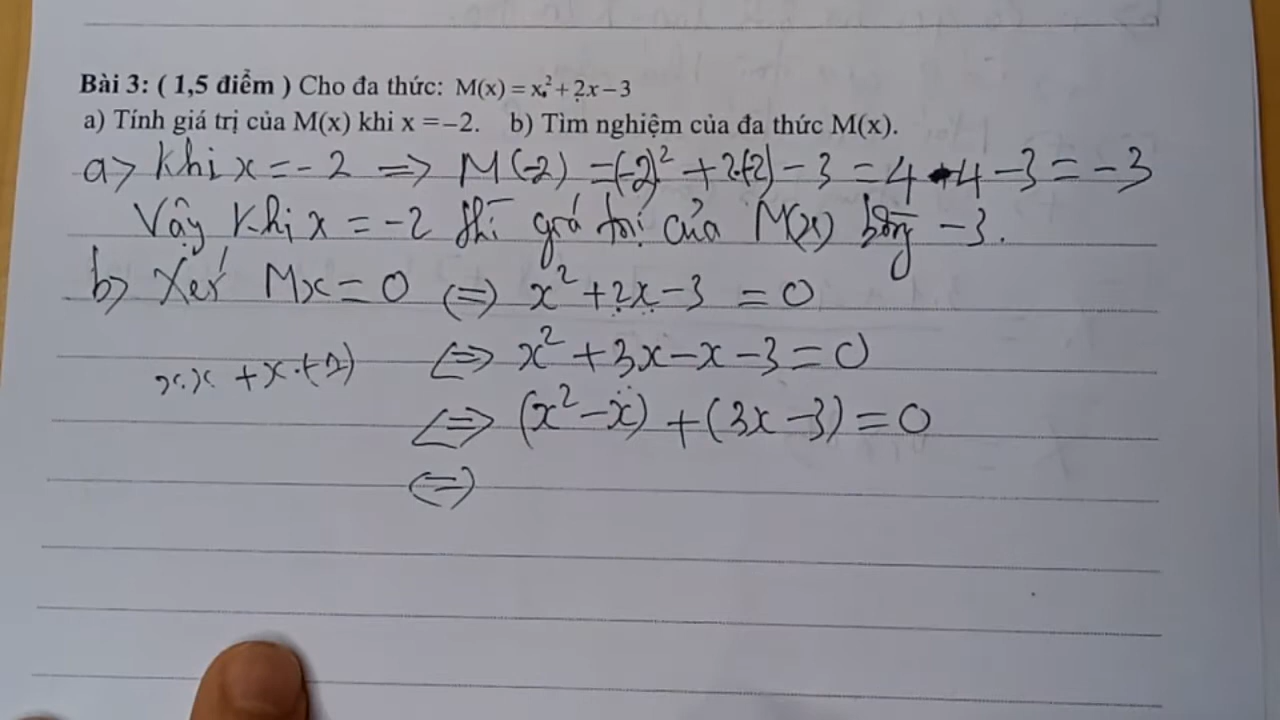 Bài 3: ( 1,5 điểm ) Cho đa thức: M(x) = x² + 2x − 3
a) Tính giá trị của M(x) khi x = −2. b) Tìm nghiệm của đa thức M(x).
a> Khi x = −2 => M(-2) = (-2)² + 2.(-2) − 3 = 4 - 4 − 3 = −3
Vậy khi x = −2 thì giá trị của M(x) bằng −3.
b> Xét Mx = 0 <=> x² + 2x − 3 = 0
<=> x² + 3x − x − 3 = 0
x.x + x.(-1)
<=> (x² − x) + (3x − 3) = 0
<=>